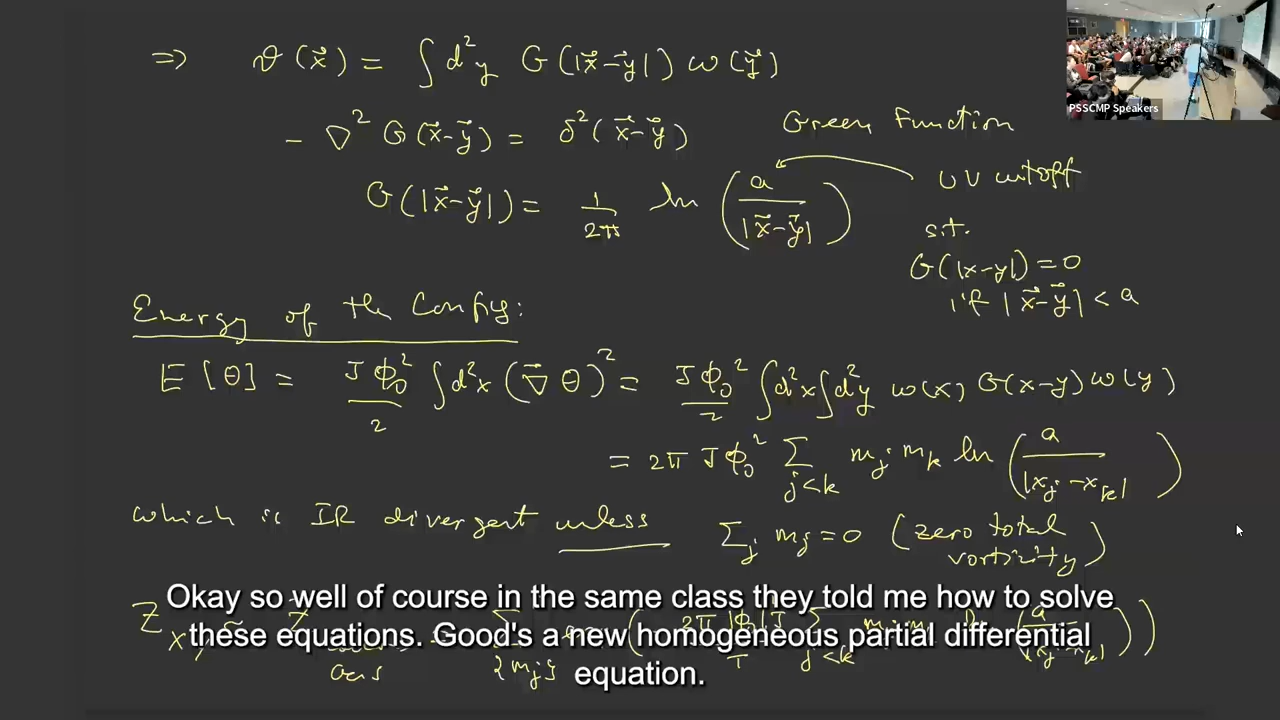 ⇒ ϑ(x⃗) = ∫d²y G(|x⃗-y⃗|) ω(y⃗)
- ∇² G(x⃗-y⃗) = δ²(x⃗-y⃗) Green Function
G(|x⃗-y⃗|) = 1/2π ln (a/|x⃗-y⃗|) UV cutoff
s.t.
G(|x-y|) = 0
if |x⃗-y⃗| < a
Energy of the Config:
E[θ] = Jϕ₀²/2 ∫d²x (∇⃗θ)² = Jϕ₀²/2 ∫d²x∫d²y ω(x) G(x-y) ω(y)
= 2π Jϕ₀² Σ_{j<k} m_j m_k ln (a/|x_j - x_k|)
which is IR divergent unless Σ_j m_j = 0 (zero total vorticity)
Okay so well of course in the same class they told me how to solve
these equations. Good's a new homogeneous partial differential
equation.
PSSCMP Speakers